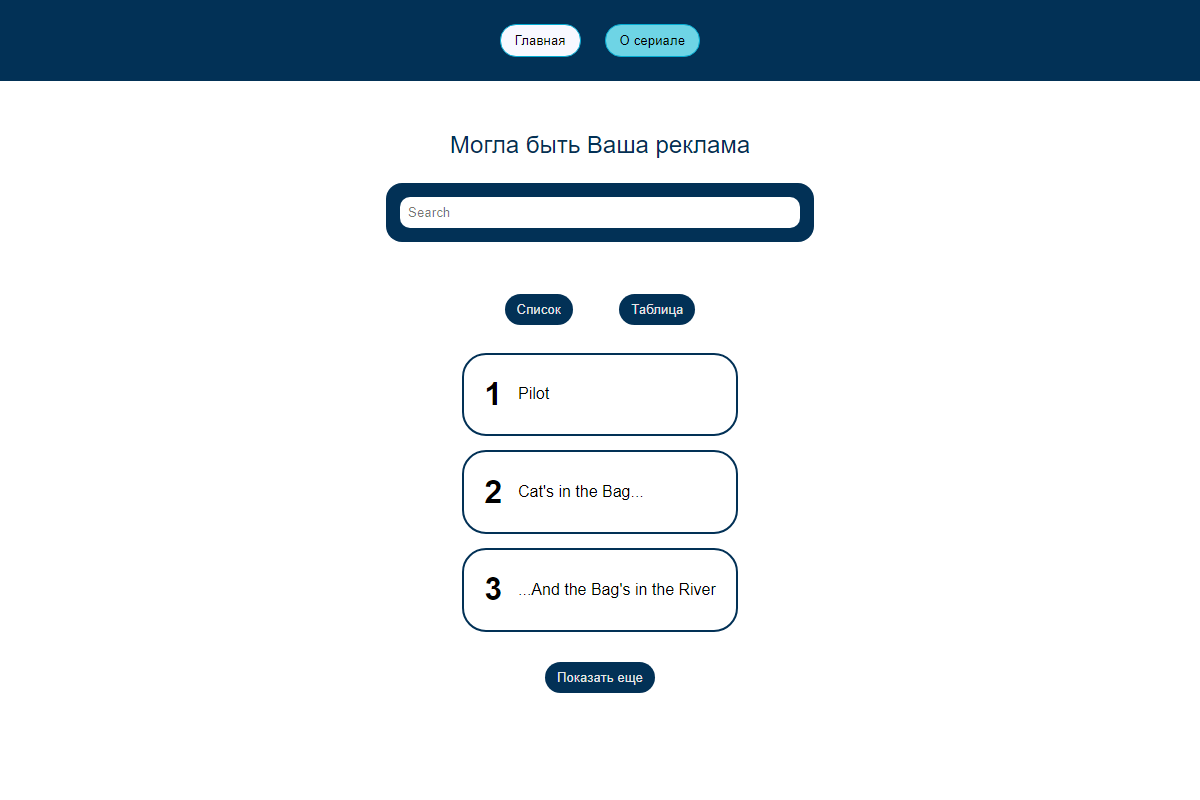 Главная О сериале
Могла быть Ваша реклама
Search
Список Таблица
1 Pilot
2 Cat's in the Bag...
3 ...And the Bag's in the River
Показать еще